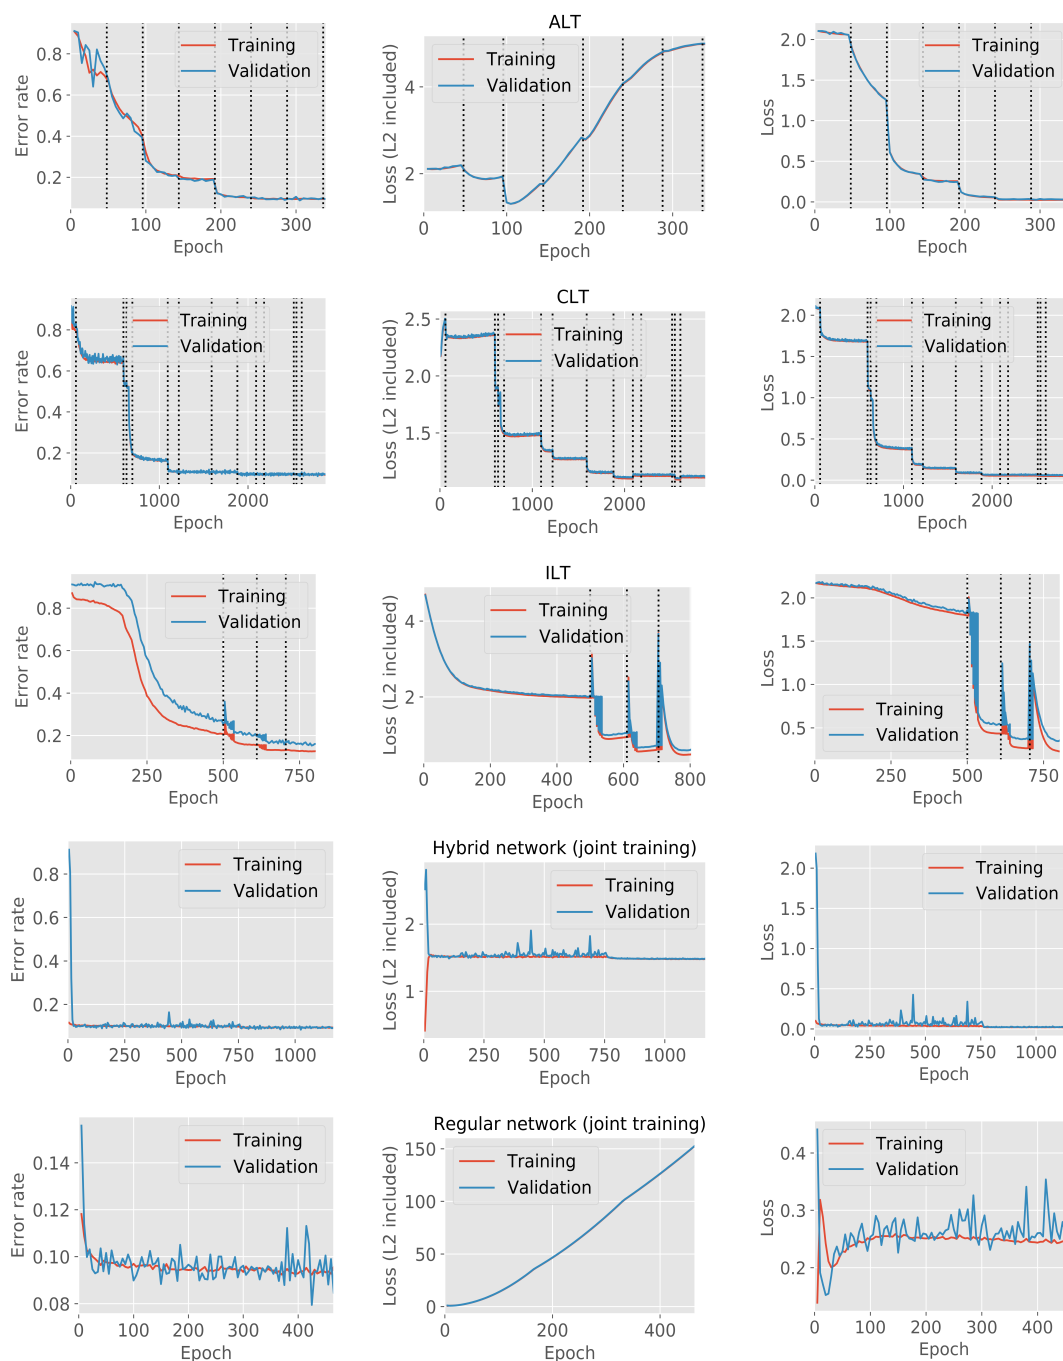 ALT
Error rate
0.8
0.6
0.4
0.2
0 100 200 300
Epoch
Training
Validation
Loss (L2 included)
4
2
0 100 200 300
Epoch
Training
Validation
Loss
2.0
1.5
1.0
0.5
0.0
0 100 200 300
Epoch
Training
Validation
CLT
Error rate
0.8
0.6
0.4
0.2
0 1000 2000
Epoch
Training
Validation
Loss (L2 included)
2.5
2.0
1.5
0 1000 2000
Epoch
Training
Validation
Loss
2.0
1.5
1.0
0.5
0.0
0 1000 2000
Epoch
Training
Validation
ILT
Error rate
0.8
0.6
0.4
0.2
0 250 500 750
Epoch
Training
Validation
Loss (L2 included)
4
2
0 200 400 600 800
Epoch
Training
Validation
Loss
2.0
1.5
1.0
0.5
0 250 500 750
Epoch
Training
Validation
Hybrid network (joint training)
Error rate
0.8
0.6
0.4
0.2
0 250 500 750 1000
Epoch
Training
Validation
Loss (L2 included)
2
1
0 250 500 750 1000
Epoch
Training
Validation
Loss
2.0
1.5
1.0
0.5
0.0
0 250 500 750 1000
Epoch
Training
Validation
Regular network (joint training)
Error rate
0.14
0.12
0.10
0.08
0 100 200 300 400
Epoch
Training
Validation
Loss (L2 included)
150
100
50
0
0 200 400
Epoch
Training
Validation
Loss
0.4
0.3
0.2
0 100 200 300 400
Epoch
Training
Validation